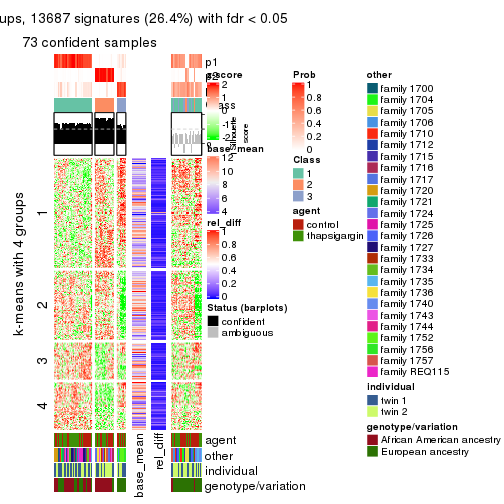 ups, 13687 signatures (26.4%) with fdr < 0.05
73 confident samples
p1
z-score
2
1
0
-1
-2
Silhouette
score
base_mean
12
10
8
6
4
rel_diff
1
0.8
0.6
0.4
0.2
0
Status (barplots)
confident
ambiguous
Prob
1
0.8
0.6
0.4
0.2
0
Class
1
2
3
agent
control
thapsigargin
other
family 1700
family 1704
family 1705
family 1706
family 1710
family 1712
family 1715
family 1716
family 1717
family 1720
family 1721
family 1724
family 1725
family 1726
family 1727
family 1733
family 1734
family 1735
family 1736
family 1740
family 1743
family 1744
family 1752
family 1756
family 1757
family REQ115
individual
twin 1
twin 2
genotype/variation
African American ancestry
European ancestry
k-means with 4 groups
1
2
3
4
agent
other
individual
genotype/variation
base_mean
rel_diff